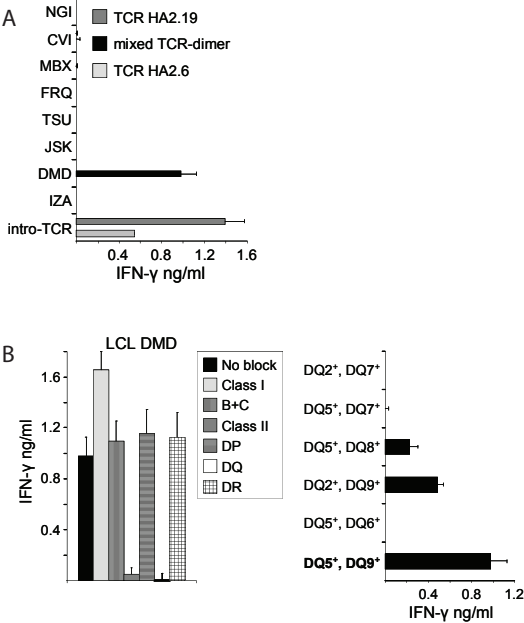 A
NGI
CVI
MBX
FRQ
TSU
JSK
DMD
IZA
intro-TCR
TCR HA2.19
mixed TCR-dimer
TCR HA2.6
0.4 0.8 1.2 1.6
IFN-γ ng/ml
B
LCL DMD
IFN-γ ng/ml
1.6
1.2
0.8
0.4
No block
Class I
B+C
Class II
DP
DQ
DR
DQ2⁺, DQ7⁺
DQ5⁺, DQ7⁺
DQ5⁺, DQ8⁺
DQ2⁺, DQ9⁺
DQ5⁺, DQ6⁺
DQ5⁺, DQ9⁺
0.4 0.8 1.2
IFN-γ ng/ml